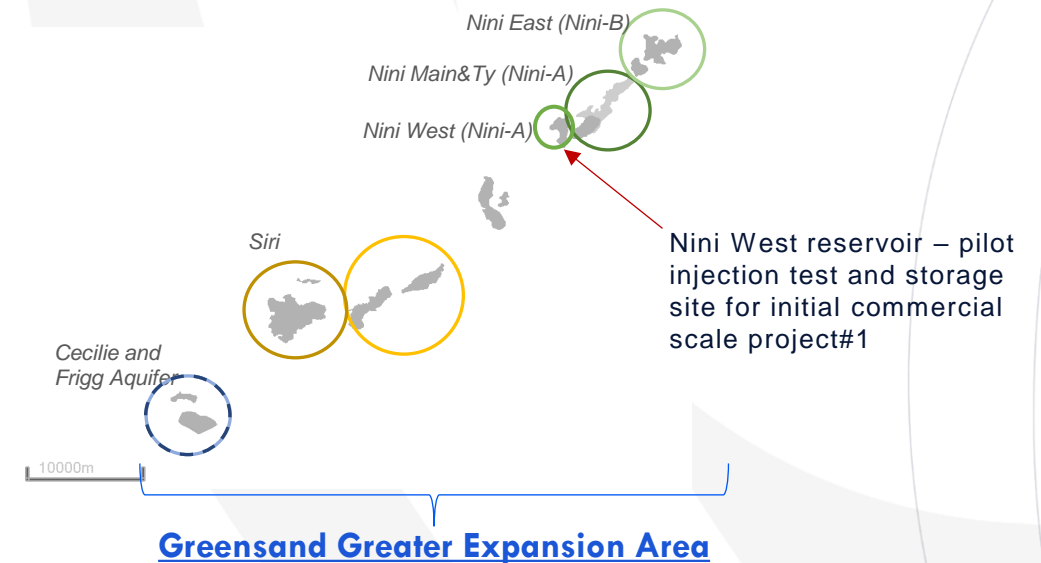 Nini East (Nini-B)
Nini Main&Ty (Nini-A)
Nini West (Nini-A)
Nini West reservoir – pilot
injection test and storage
site for initial commercial
scale project#1
Siri
Cecilie and
Frigg Aquifer
10000m
Greensand Greater Expansion Area